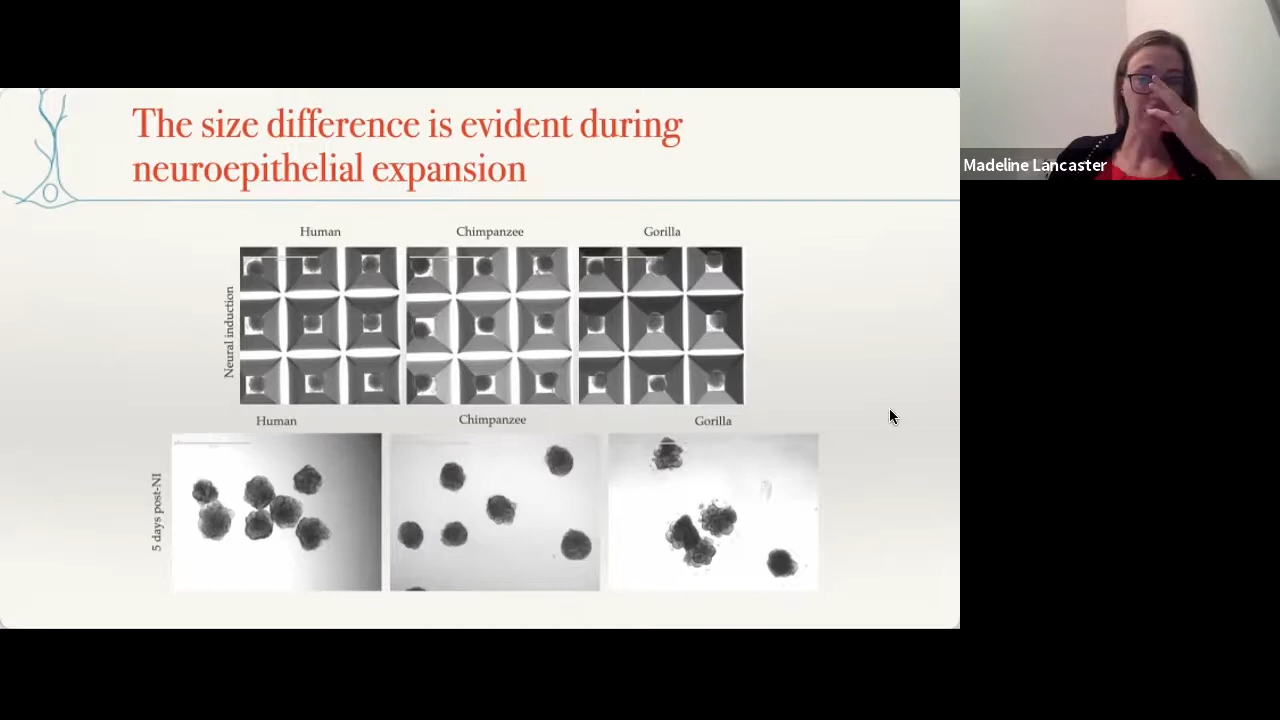 The size difference is evident during
neuroepithelial expansion
Madeline Lancaster
Human
Chimpanzee
Gorilla
Neural induction
Human
Chimpanzee
Gorilla
5 days post-NI